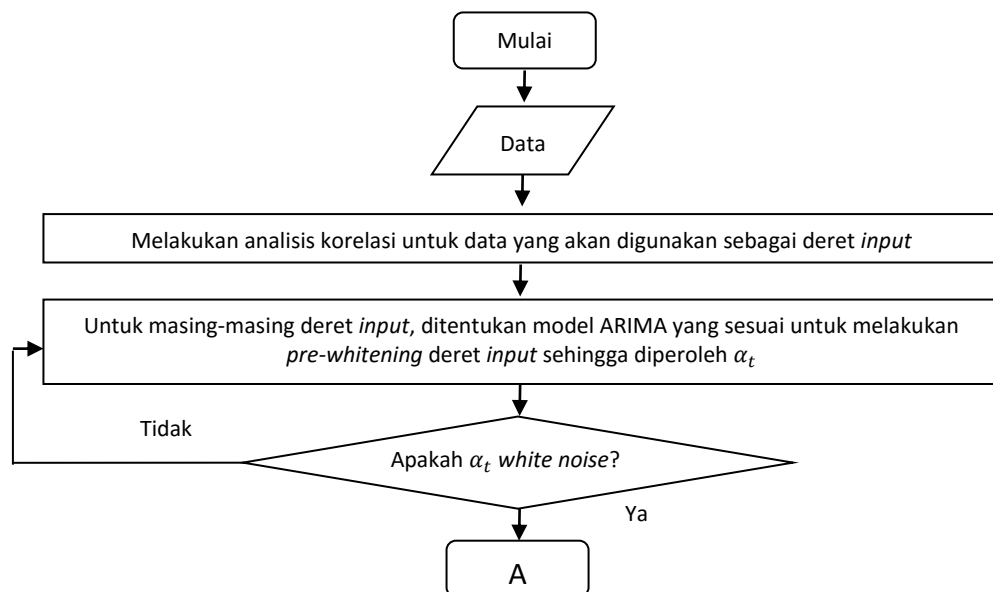 Mulai
Data
Melakukan analisis korelasi untuk data yang akan digunakan sebagai deret input
Untuk masing-masing deret input, ditentukan model ARIMA yang sesuai untuk melakukan
pre-whitening deret input sehingga diperoleh α𝑡
Tidak
Apakah α𝑡 white noise?
Ya
A